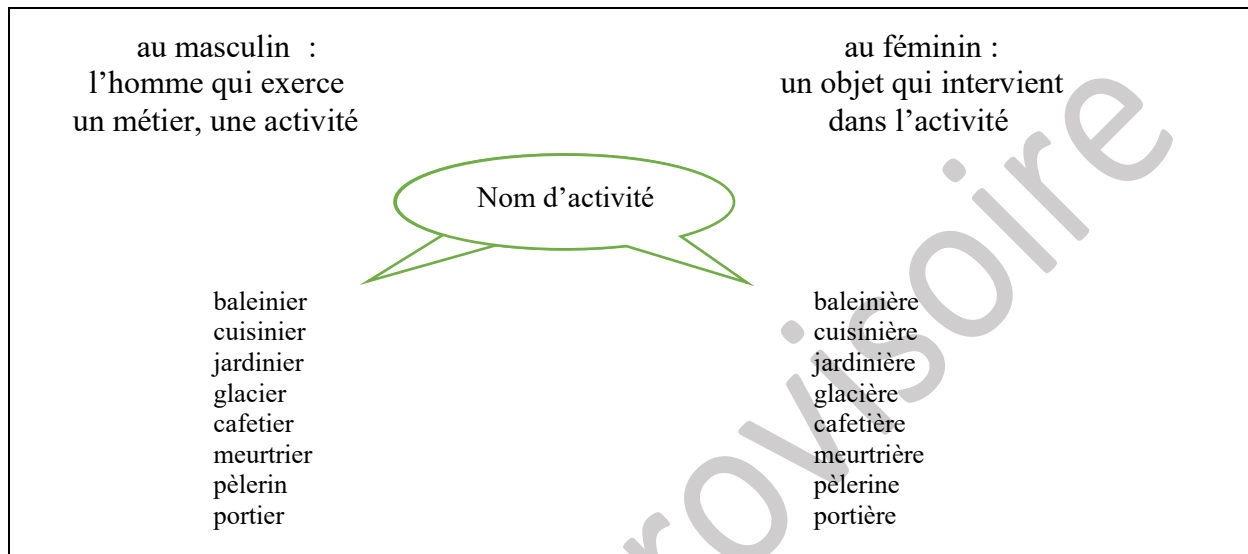 au masculin :
l’homme qui exerce
un métier, une activité
au féminin :
un objet qui intervient
dans l’activité
Nom d’activité
baleinier
cuisinier
jardinier
glacier
cafetier
meurtrier
pèlerin
portier
baleinière
cuisinière
jardinière
glacière
cafetière
meurtrière
pèlerine
portière
rovisoire